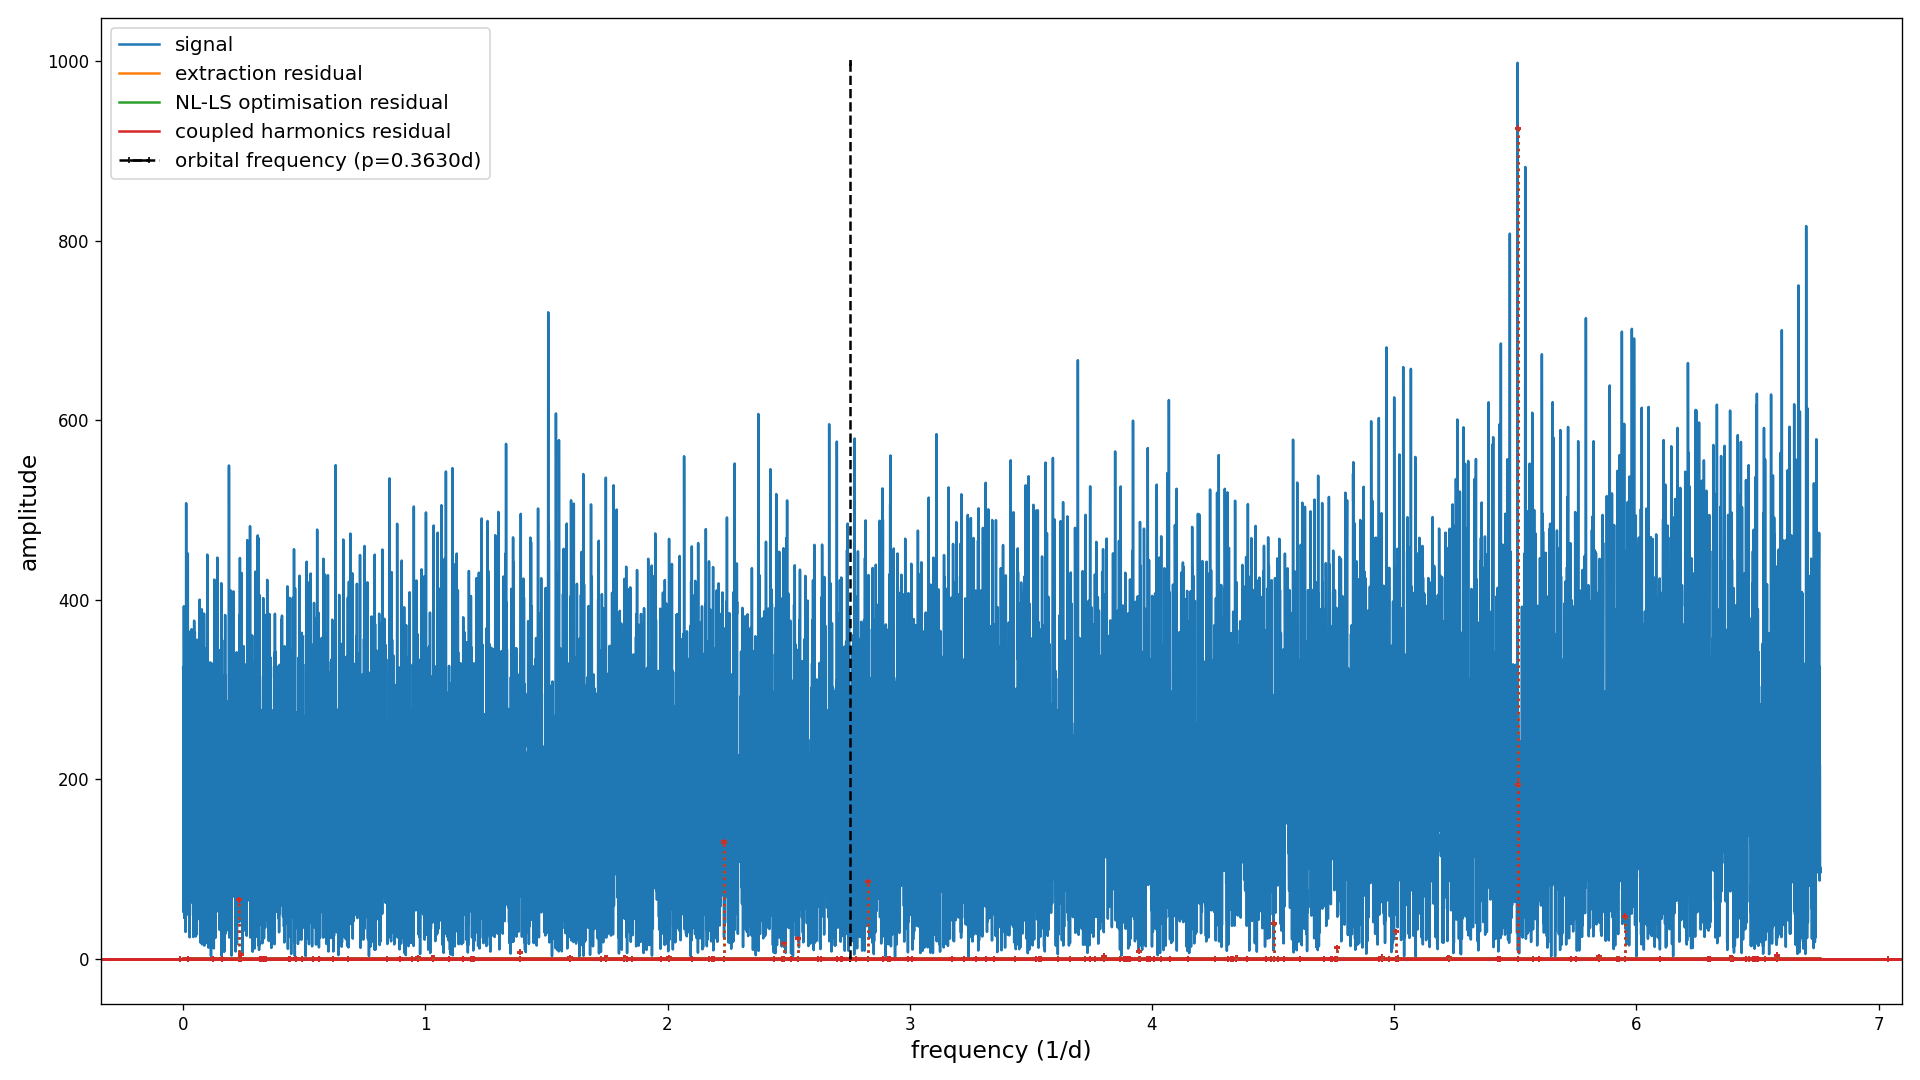 signal
extraction residual
NL-LS optimisation residual
coupled harmonics residual
orbital frequency (p=0.3630d)
1000
800
600
400
200
0
amplitude
0 1 2 3 4 5 6 7
frequency (1/d)